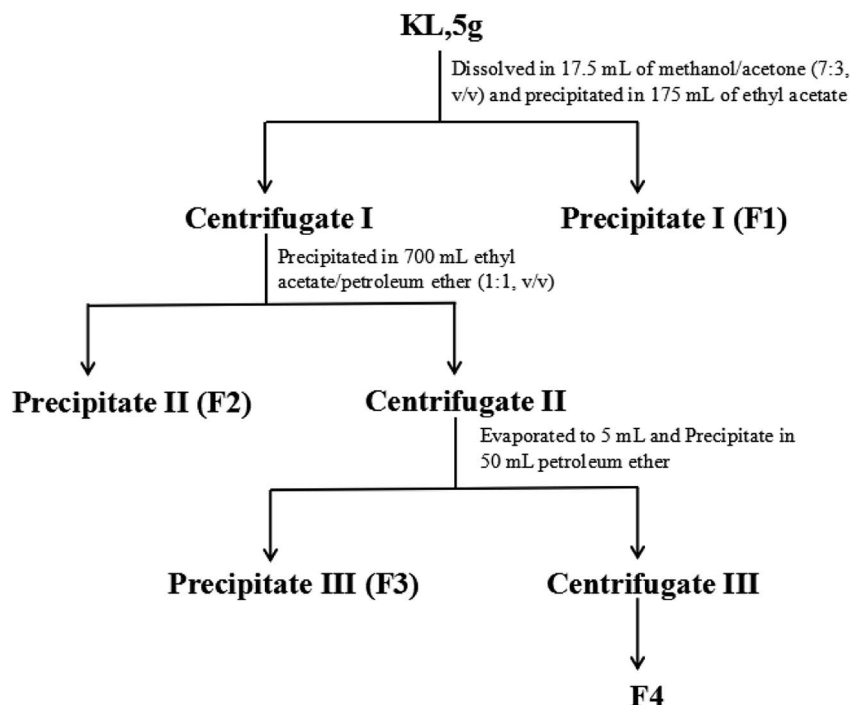 KL,5g
Dissolved in 17.5 mL of methanol/acetone (7:3,
v/v) and precipitated in 175 mL of ethyl acetate
Centrifugate I
Precipitate I (F1)
Precipitated in 700 mL ethyl
acetate/petroleum ether (1:1, v/v)
Precipitate II (F2)
Centrifugate II
Evaporated to 5 mL and Precipitate in
50 mL petroleum ether
Precipitate III (F3)
Centrifugate III
F4